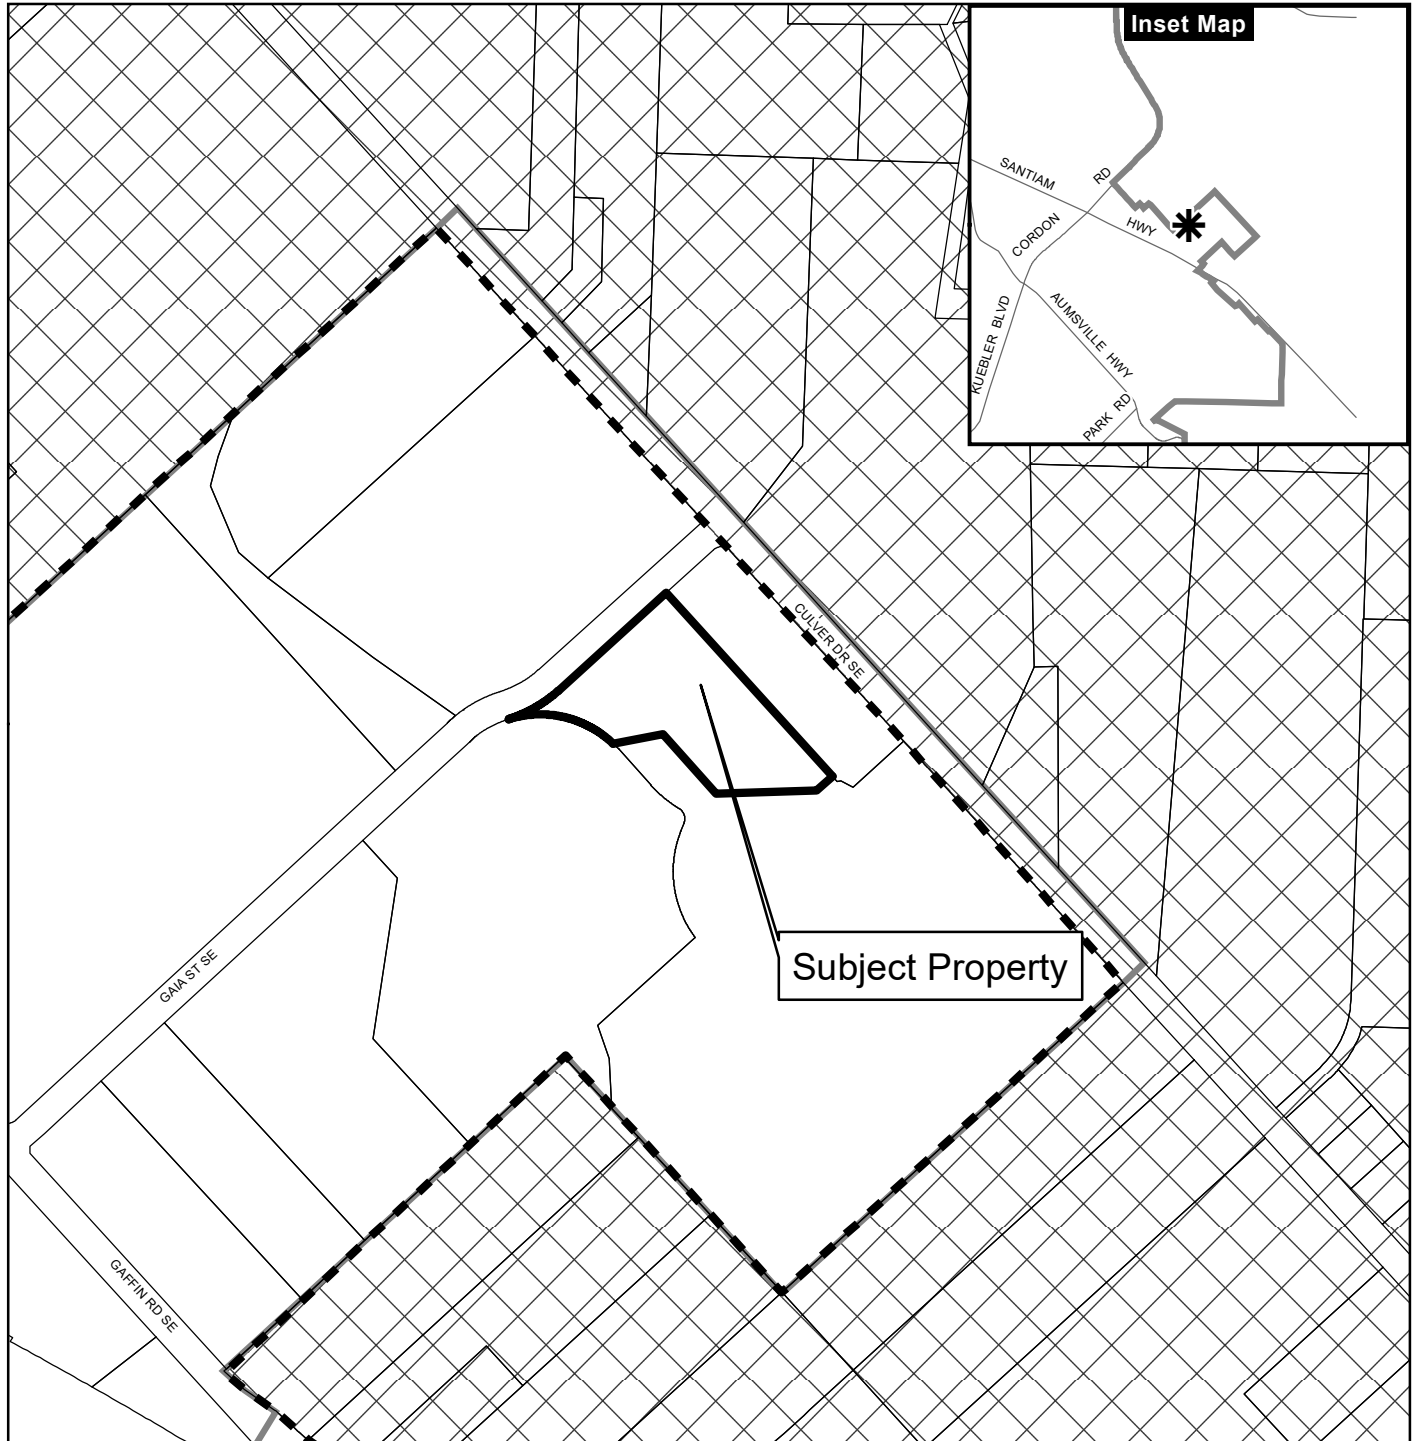 Inset Map
SANTIAM
HWY
CORDON
RD
KUEBLER BLVD
AUMSVILLE HWY
PARK RD
CULVER DR SE
Subject Property
GAIA ST SE
GAFFIN RD SE